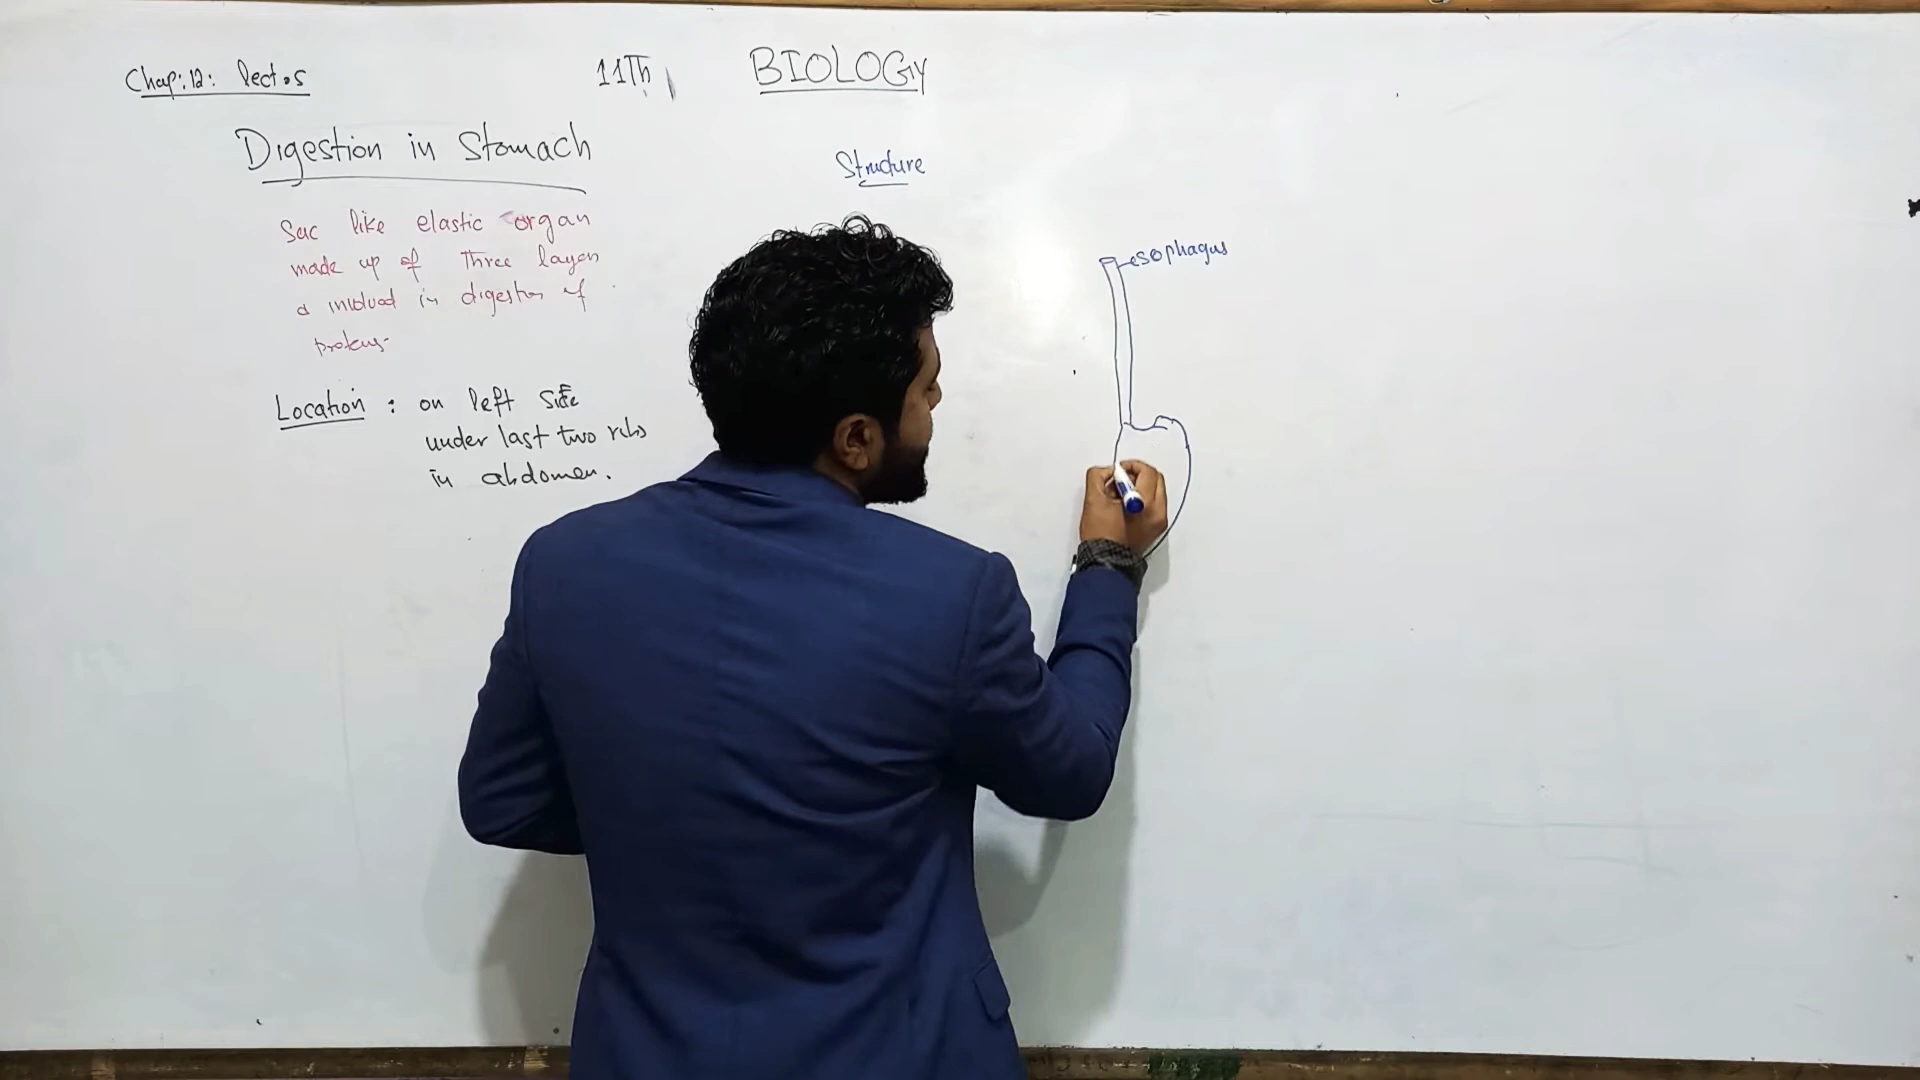 Chap:12: lect.5
11Th
BIOLOGY
Digestion in Stomach
Sac like elastic organ
made up of Three layers
& involved in digestion of
proteins.
Location : on left side
under last two ribs
in abdomen.
Structure
esophagus